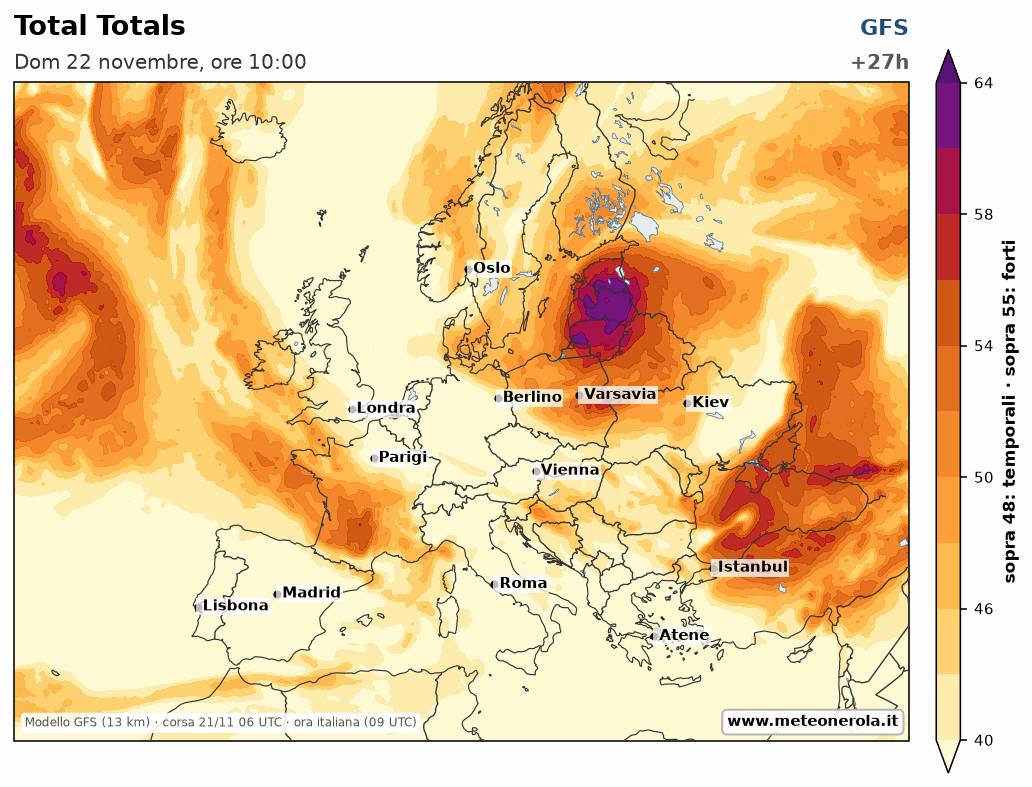 Total Totals
GFS
Dom 22 novembre, ore 10:00
+27h
64
58
54
50
46
40
sopra 48: temporali · sopra 55: forti
Oslo
Berlino
Varsavia
Kiev
Londra
Parigi
Vienna
Istanbul
Roma
Madrid
Lisbona
Atene
Modello GFS (13 km) · corsa 21/11 06 UTC · ora italiana (09 UTC)
www.meteonerola.it